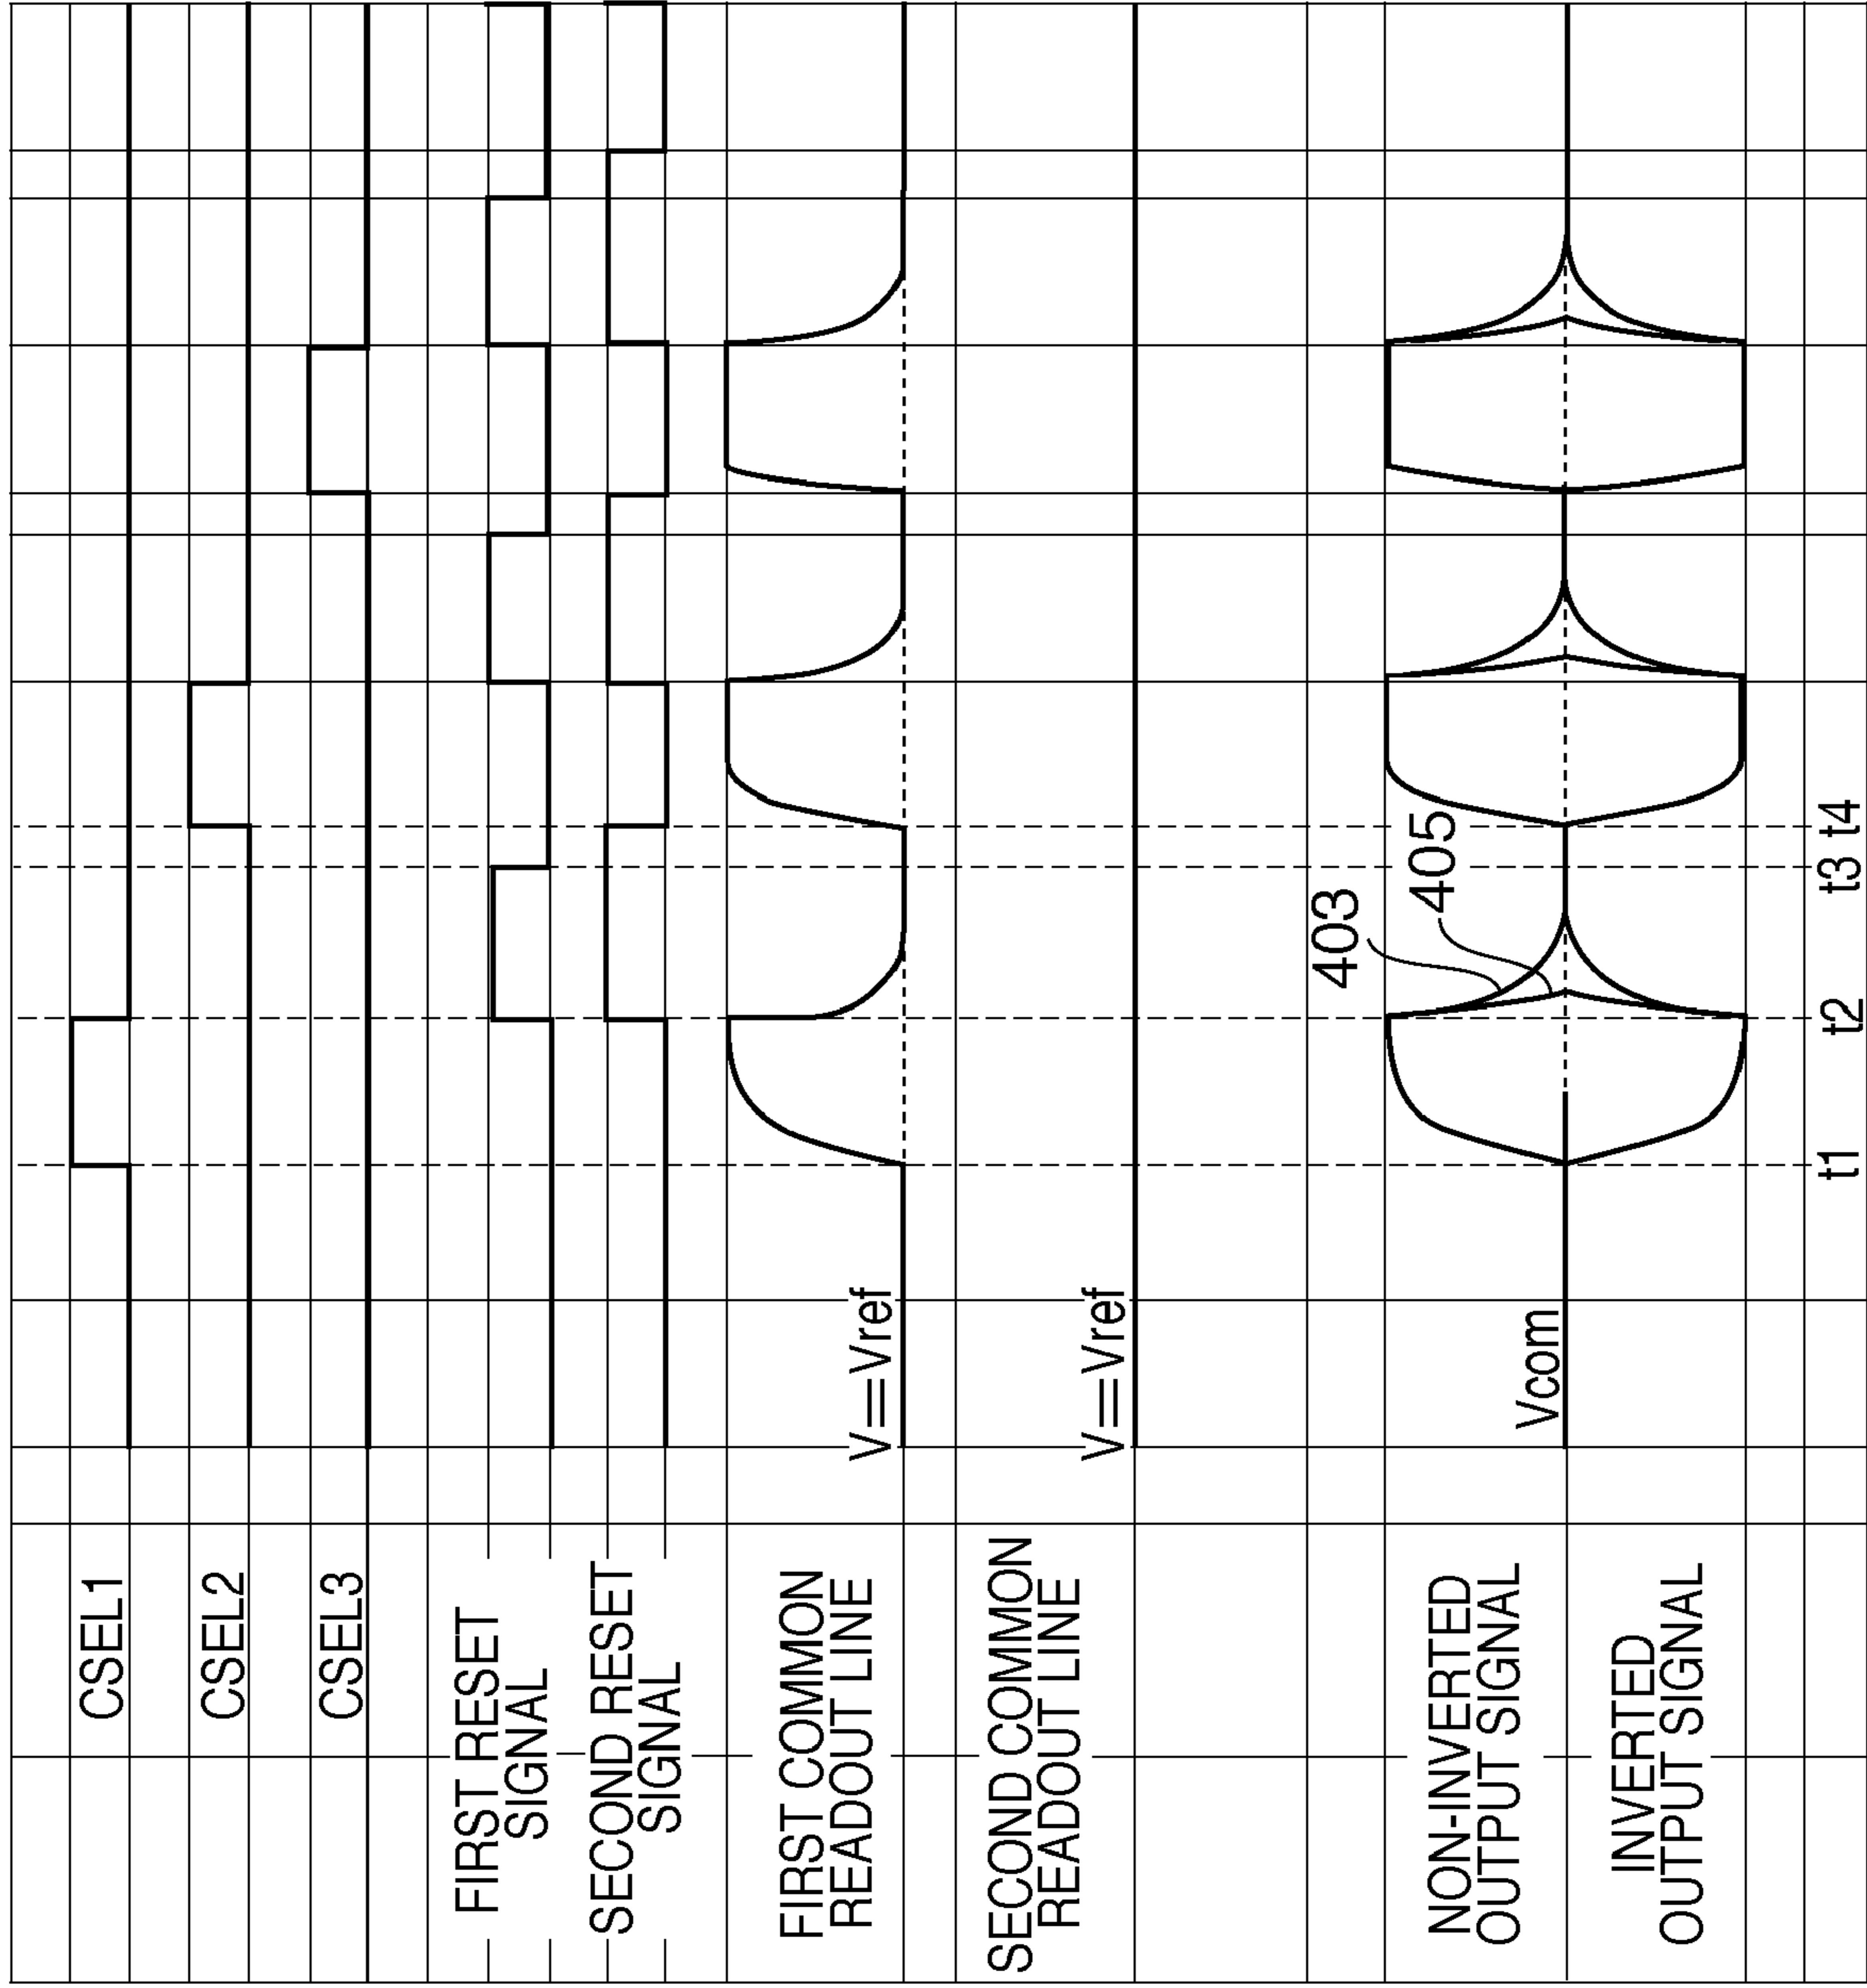 CSEL1
CSEL2
CSEL3
FIRST RESET
SIGNAL
SECOND RESET
SIGNAL
FIRST COMMON
READOUT LINE
V=Vref
SECOND COMMON
READOUT LINE
V=Vref
NON-INVERTED
OUTPUT SIGNAL
INVERTED
OUTPUT SIGNAL
Vcom
403
405
t1 t2 t3 t4